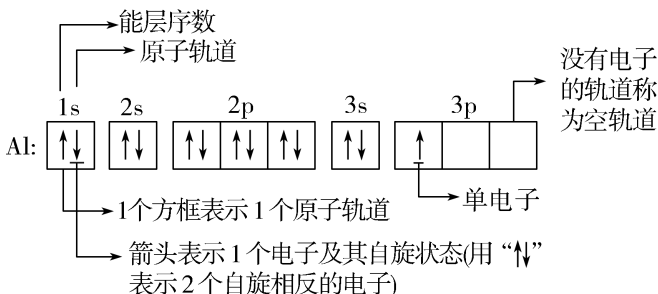 能层序数
原子轨道
没有电子
的轨道称
为空轨道
1s 2s 2p 3s 3p
Al: ↑↓ ↑↓ ↑↓ ↑↓ ↑↓ ↑↓ ↑
单电子
1个方框表示1个原子轨道
箭头表示1个电子及其自旋状态(用“↑↓”
表示2个自旋相反的电子)